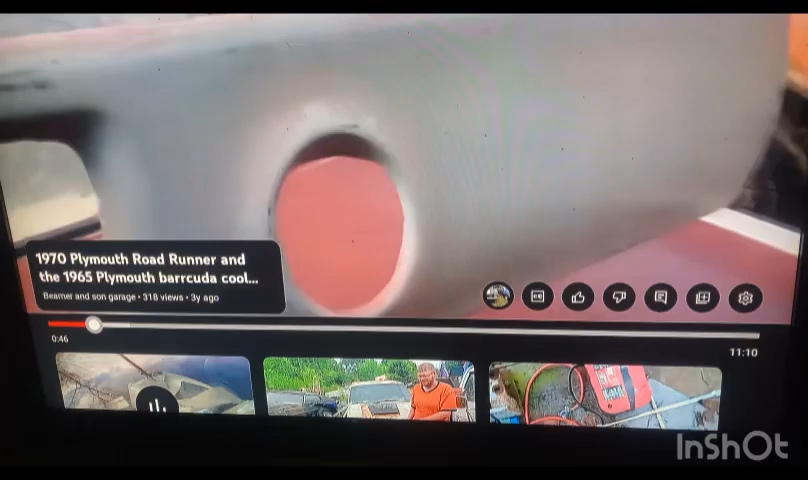 1970 Plymouth Road Runner and
the 1965 Plymouth barrcuda cool...
Beamer and son garage • 318 views • 3y ago
0:46
11:10
InShOt